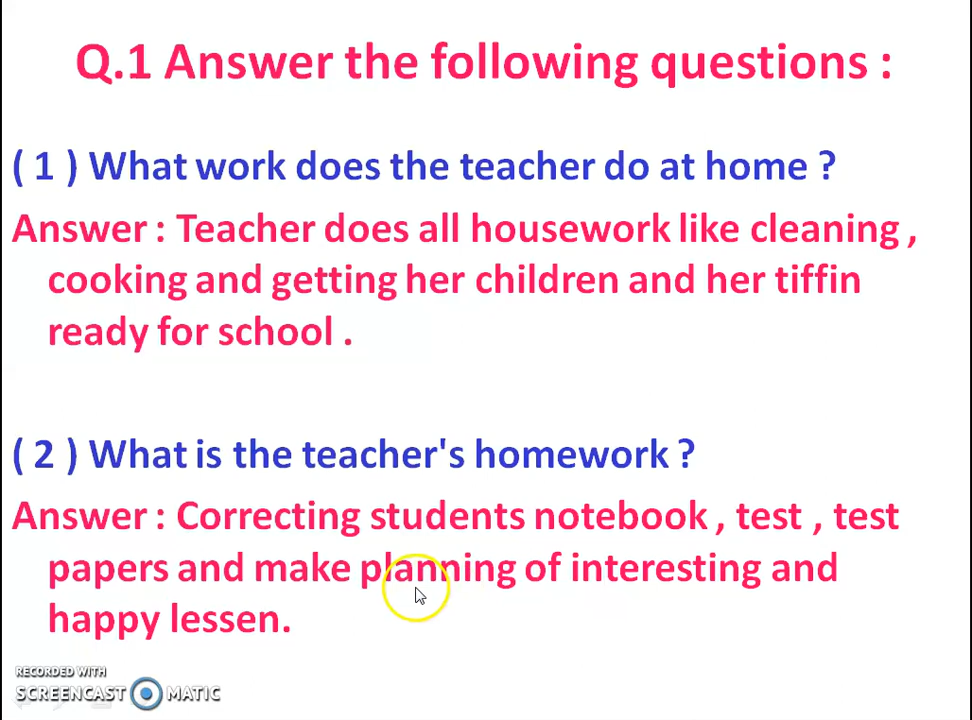 Q.1 Answer the following questions :
( 1 ) What work does the teacher do at home ?
Answer : Teacher does all housework like cleaning ,
cooking and getting her children and her tiffin
ready for school .
( 2 ) What is the teacher's homework ?
Answer : Correcting students notebook , test , test
papers and make planning of interesting and
happy lessen.
RECORDED WITH
SCREENCAST MATIC